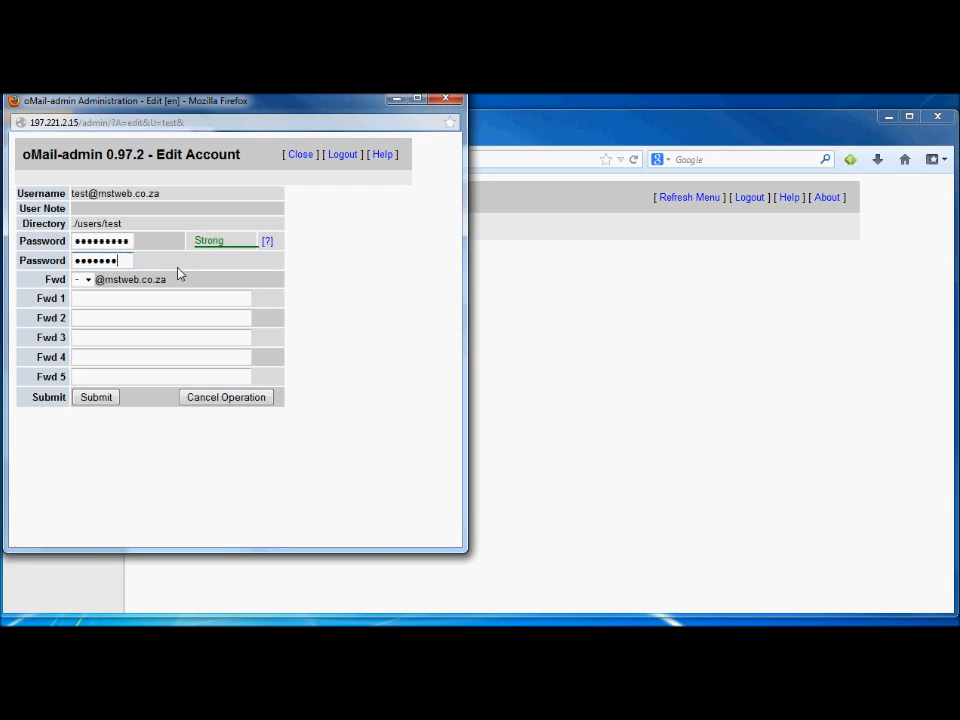 oMail-admin Administration - Edit [en] - Mozilla Firefox
197.221.2.15/admin/?A=edit&U=test&
Google
oMail-admin 0.97.2 - Edit Account
[ Close ] [ Logout ] [ Help ]
[ Refresh Menu ] [ Logout ] [ Help ] [ About ]
Username test@mstweb.co.za
User Note
Directory ./users/test
Password ●●●●●●●●● Strong [?]
Password ●●●●●●●
Fwd - @mstweb.co.za
Fwd 1
Fwd 2
Fwd 3
Fwd 4
Fwd 5
Submit Submit Cancel Operation